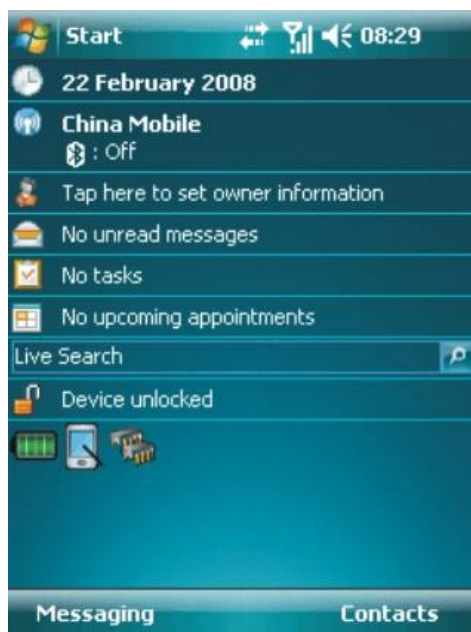 Start 08:29
22 February 2008
China Mobile
: Off
Tap here to set owner information
No unread messages
No tasks
No upcoming appointments
Live Search
Device unlocked
Messaging Contacts